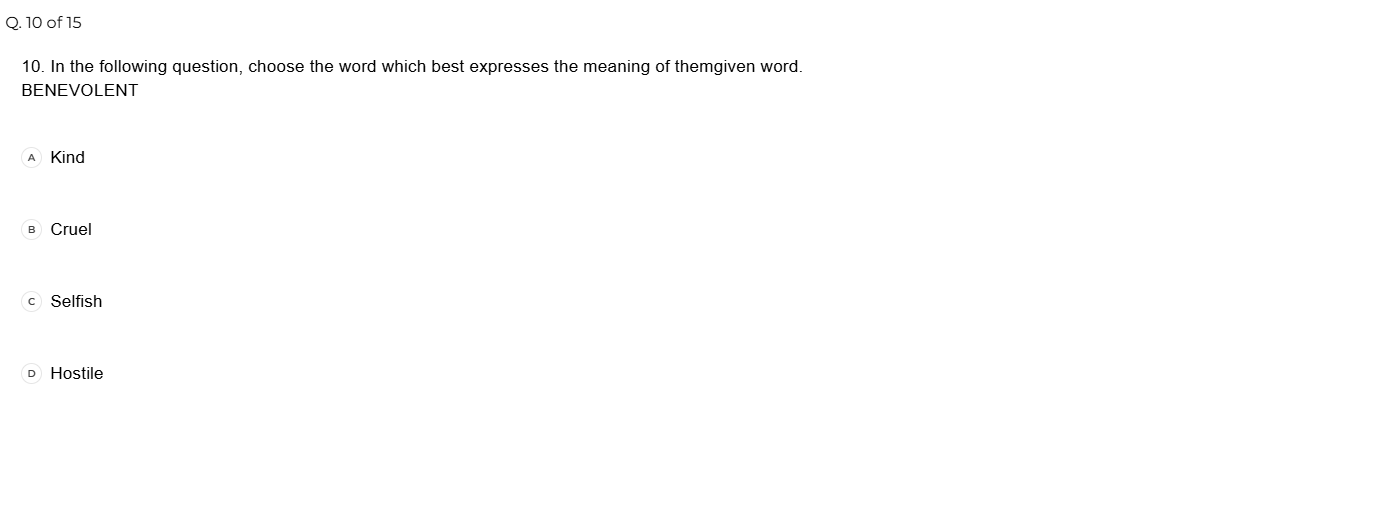 Q. 10 of 15
10. In the following question, choose the word which best expresses the meaning of themgiven word.
BENEVOLENT
A Kind
B Cruel
C Selfish
D Hostile